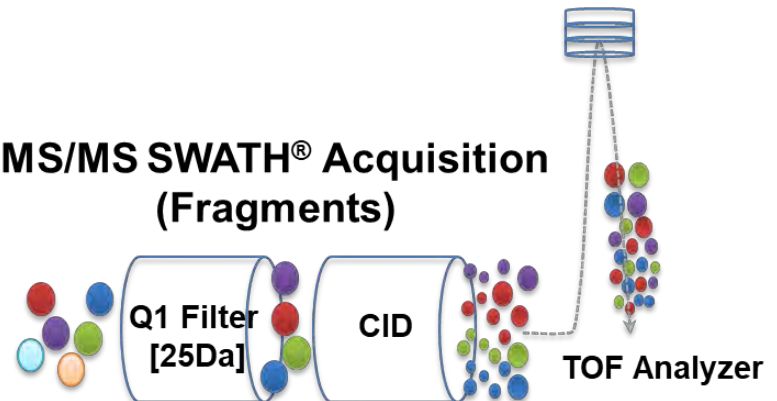 MS/MS SWATH® Acquisition
(Fragments)
Q1 Filter
[25Da]
CID
TOF Analyzer